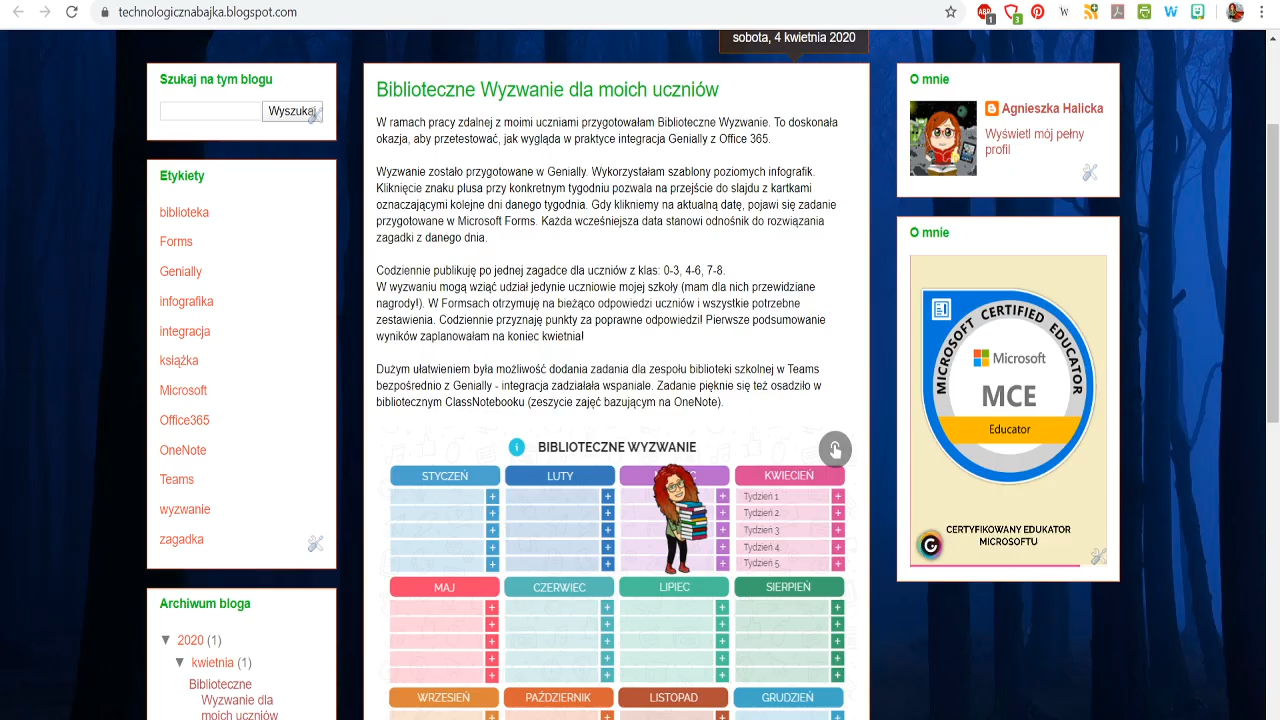 technologicznabajka.blogspot.com
sobota, 4 kwietnia 2020
Szukaj na tym blogu
Wyszukaj
Etykiety
biblioteka
Forms
Genially
infografika
integracja
książka
Microsoft
Office365
OneNote
Teams
wyzwanie
zagadka
Archiwum bloga
▼ 2020 (1)
▼ kwietnia (1)
Biblioteczne
Wyzwanie dla
moich uczniów
Biblioteczne Wyzwanie dla moich uczniów
W ramach pracy zdalnej z moimi uczniami przygotowałam Biblioteczne Wyzwanie. To doskonała
okazja, aby przetestować, jak wygląda w praktyce integracja Genially z Office 365.
Wyzwanie zostało przygotowane w Genially. Wykorzystałam szablony poziomych infografik.
Kliknięcie znaku plusa przy konkretnym tygodniu pozwala na przejście do slajdu z kartkami
oznaczającymi kolejne dni danego tygodnia. Gdy klikniemy na aktualną datę, pojawi się zadanie
przygotowane w Microsoft Forms. Każda wcześniejsza data stanowi odnośnik do rozwiązania
zagadki z danego dnia.
Codziennie publikuję po jednej zagadce dla uczniów z klas: 0-3, 4-6, 7-8.
W wyzwaniu mogą wziąć udział jedynie uczniowie mojej szkoły (mam dla nich przewidziane
nagrody!). W Formsach otrzymuję na bieżąco odpowiedzi uczniów i wszystkie potrzebne
zestawienia. Codziennie przyznaję punkty za poprawne odpowiedzi! Pierwsze podsumowanie
wyników zaplanowałam na koniec kwietnia!
Dużym ułatwieniem była możliwość dodania zadania dla zespołu biblioteki szkolnej w Teams
bezpośrednio z Genially - integracja zadziałała wspaniale. Zadanie pięknie się też osadziło w
bibliotecznym ClassNotebooku (zeszycie zajęć bazującym na OneNote).
BIBLIOTECZNE WYZWANIE
STYCZEŃ
LUTY
KWIECIEŃ
Tydzień 1
Tydzień 2
Tydzień 3
Tydzień 4
Tydzień 5
MAJ
CZERWIEC
LIPIEC
SIERPIEŃ
WRZESIEŃ
PAŹDZIERNIK
LISTOPAD
GRUDZIEŃ
O mnie
Agnieszka Halicka
Wyświetl mój pełny
profil
O mnie
MICROSOFT CERTIFIED EDUCATOR
Microsoft
MCE
Educator
CERTYFIKOWANY EDUKATOR
MICROSOFTU